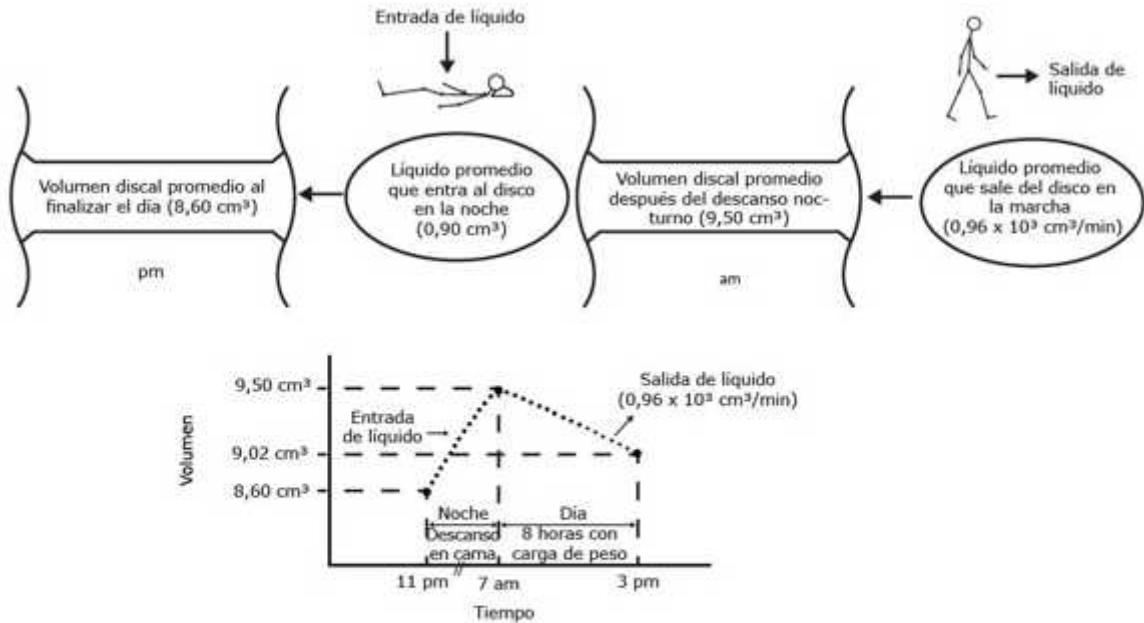 Entrada de líquido
Salida de
líquido
Volumen discal promedio al
finalizar el día (8,60 cm³)
Líquido promedio
que entra al disco
en la noche
(0,90 cm³)
Volumen discal promedio
después del descanso noc-
turno (9,50 cm³)
Líquido promedio
que sale del disco en
la marcha
(0,96 x 10³ cm³/min)
pm
am
Volumen
9,50 cm³
9,02 cm³
8,60 cm³
Entrada
de líquido
Salida de líquido
(0,96 x 10³ cm³/min)
Noche
Descanso
en cama
Día
8 horas con
carga de peso
11 pm
7 am
3 pm
Tiempo